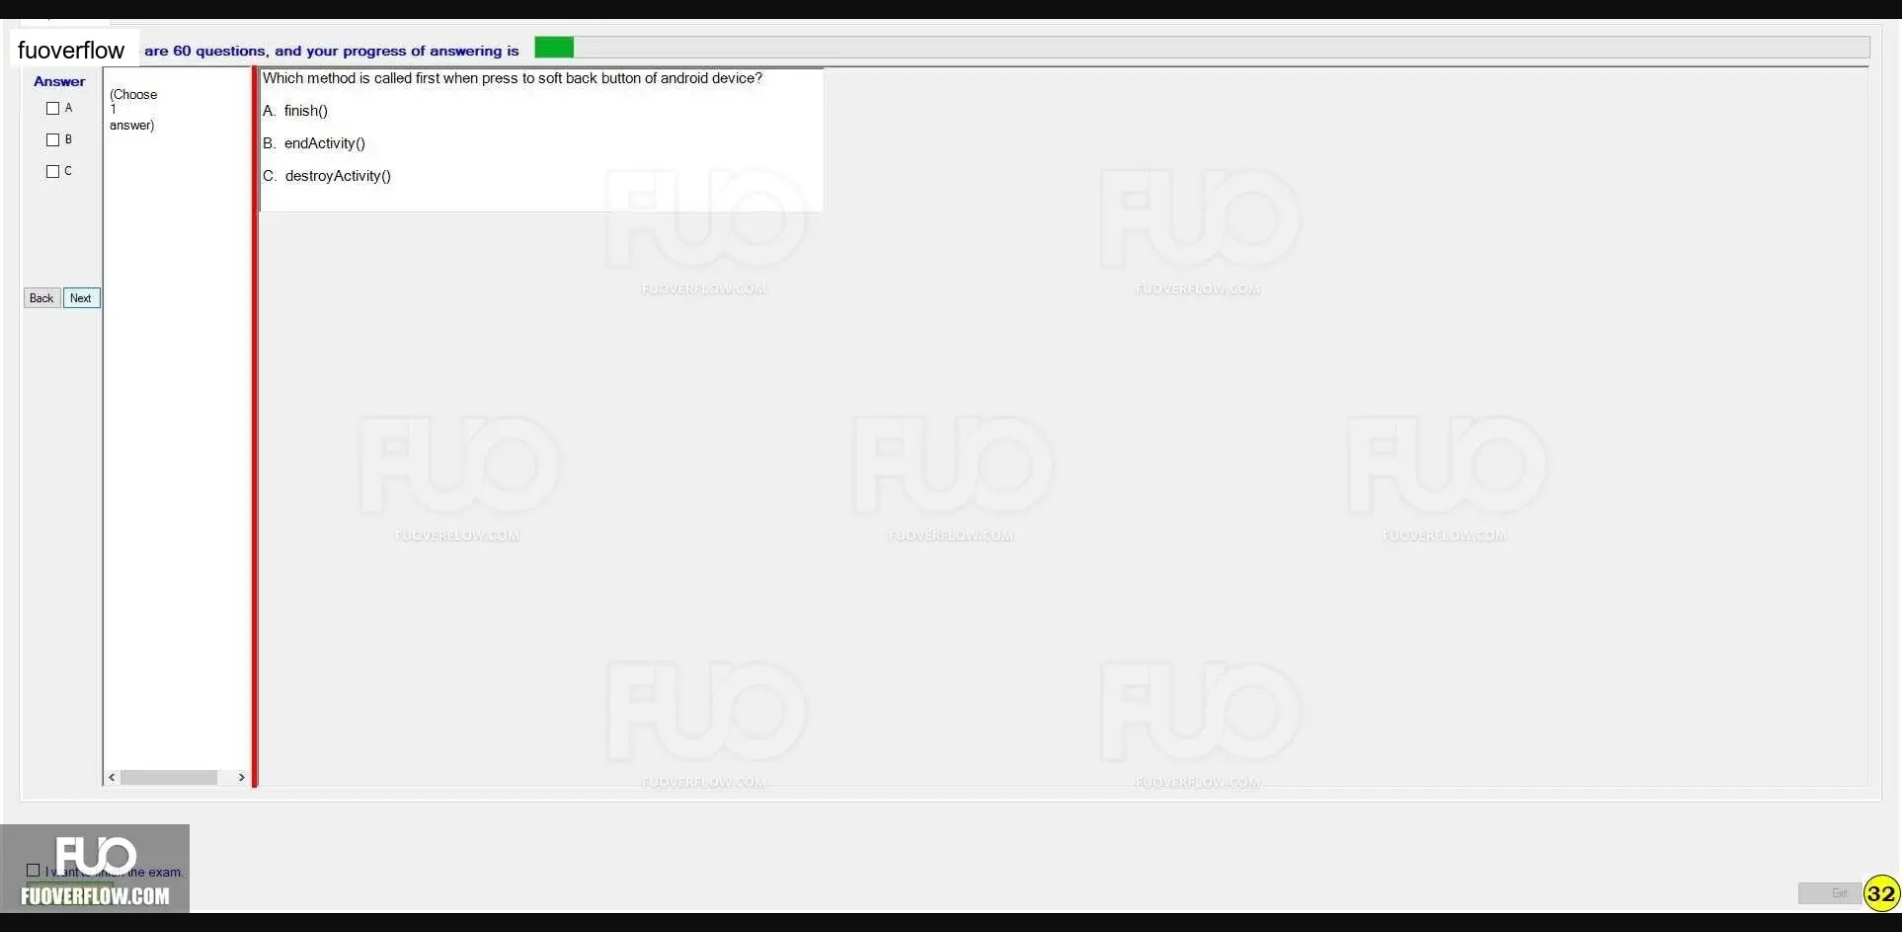 fuoverflow are 60 questions, and your progress of answering is
Answer
A
B
C
Back Next
(Choose
1
answer)
Which method is called first when press to soft back button of android device?
A. finish()
B. endActivity()
C. destroyActivity()
FUO
FUOVERFLOW.COM
FUO
FUOVERFLOW.COM
FUO
FUOVERFLOW.COM
FUO
FUOVERFLOW.COM
FUO
FUOVERFLOW.COM
FUO
FUOVERFLOW.COM
FUO
FUOVERFLOW.COM
FUO
I want the exam.
FUOVERFLOW.COM
Exit
32